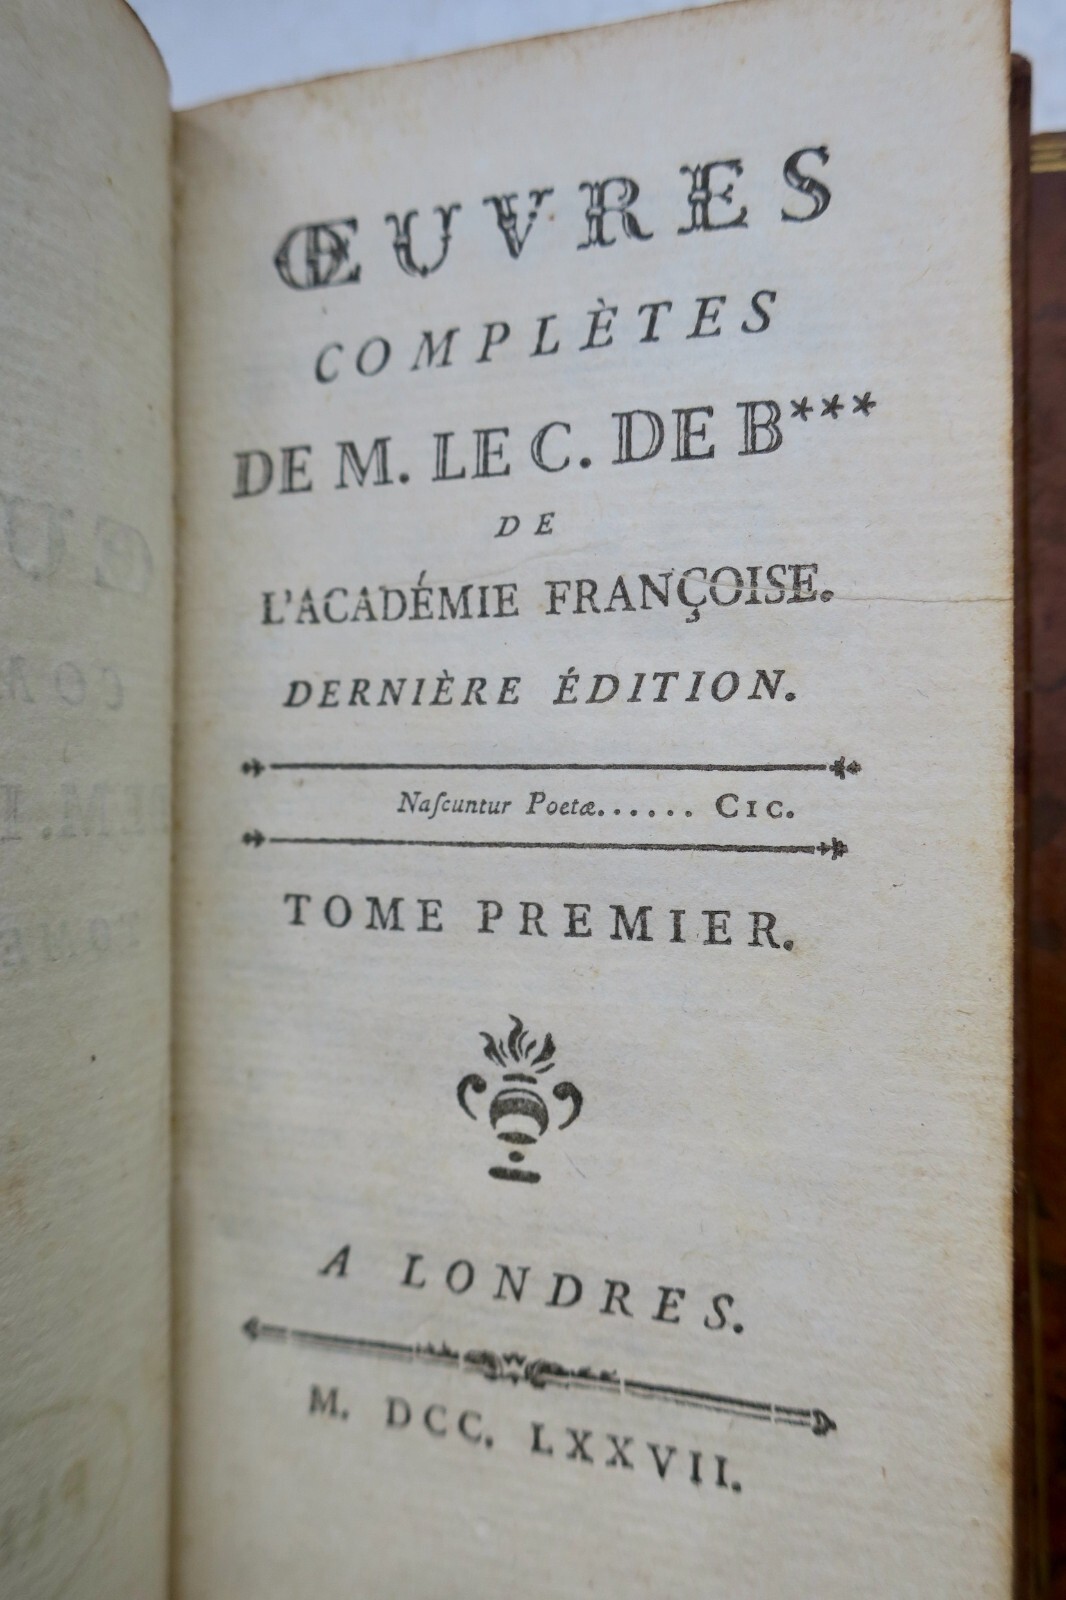 ŒUVRES
COMPLÈTES
DE M. LE C. DE B***
DE
L'ACADÉMIE FRANÇOISE.
DERNIÈRE ÉDITION.
Naſcuntur Poetæ...... CIC.
TOME PREMIER.
A LONDRES.
M. DCC. LXXVII.